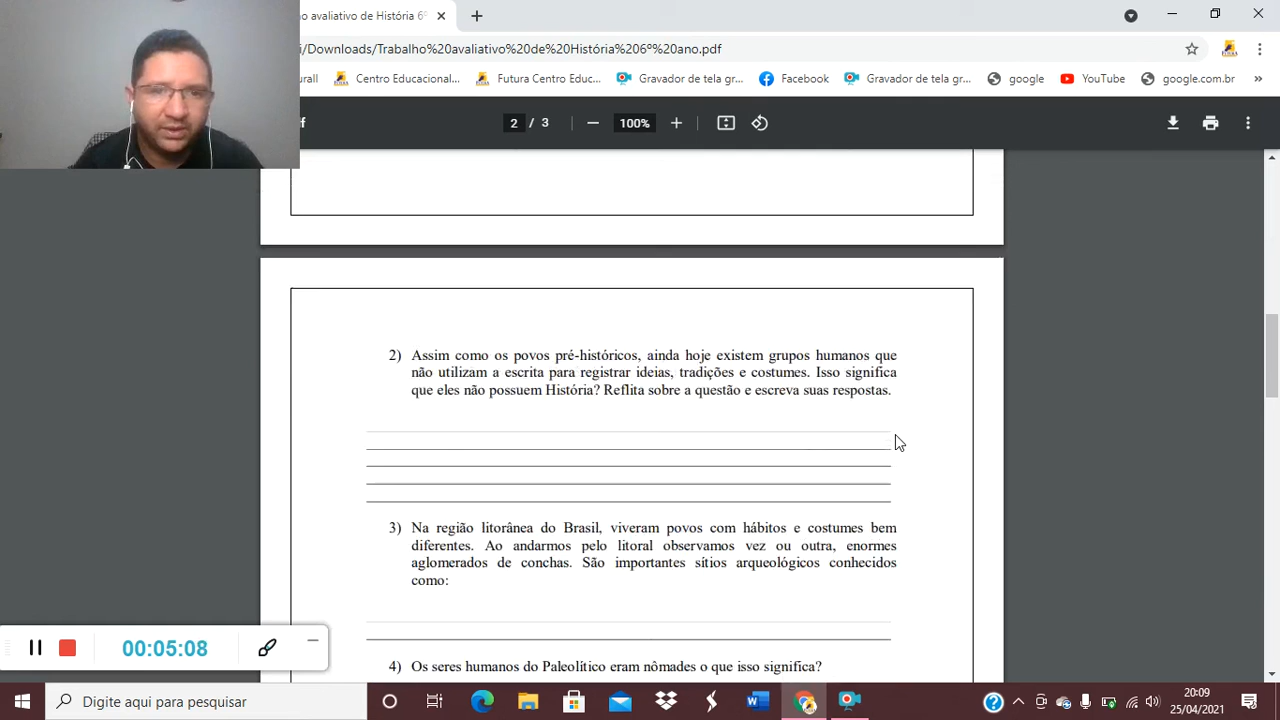 ão avaliativo de História 6º
i/Downloads/Trabalho%20avaliativo%20de%20História%206º%20ano.pdf
urall
Centro Educacional...
Futura Centro Educ...
Gravador de tela gr...
Facebook
Gravador de tela gr...
google
YouTube
google.com.br
»
f
2 / 3
100%
2) Assim como os povos pré-históricos, ainda hoje existem grupos humanos que
não utilizam a escrita para registrar ideias, tradições e costumes. Isso significa
que eles não possuem História? Reflita sobre a questão e escreva suas respostas.
3) Na região litorânea do Brasil, viveram povos com hábitos e costumes bem
diferentes. Ao andarmos pelo litoral observamos vez ou outra, enormes
aglomerados de conchas. São importantes sítios arqueológicos conhecidos
como:
4) Os seres humanos do Paleolítico eram nômades o que isso significa?
00:05:08
Digite aqui para pesquisar
20:09
25/04/2021